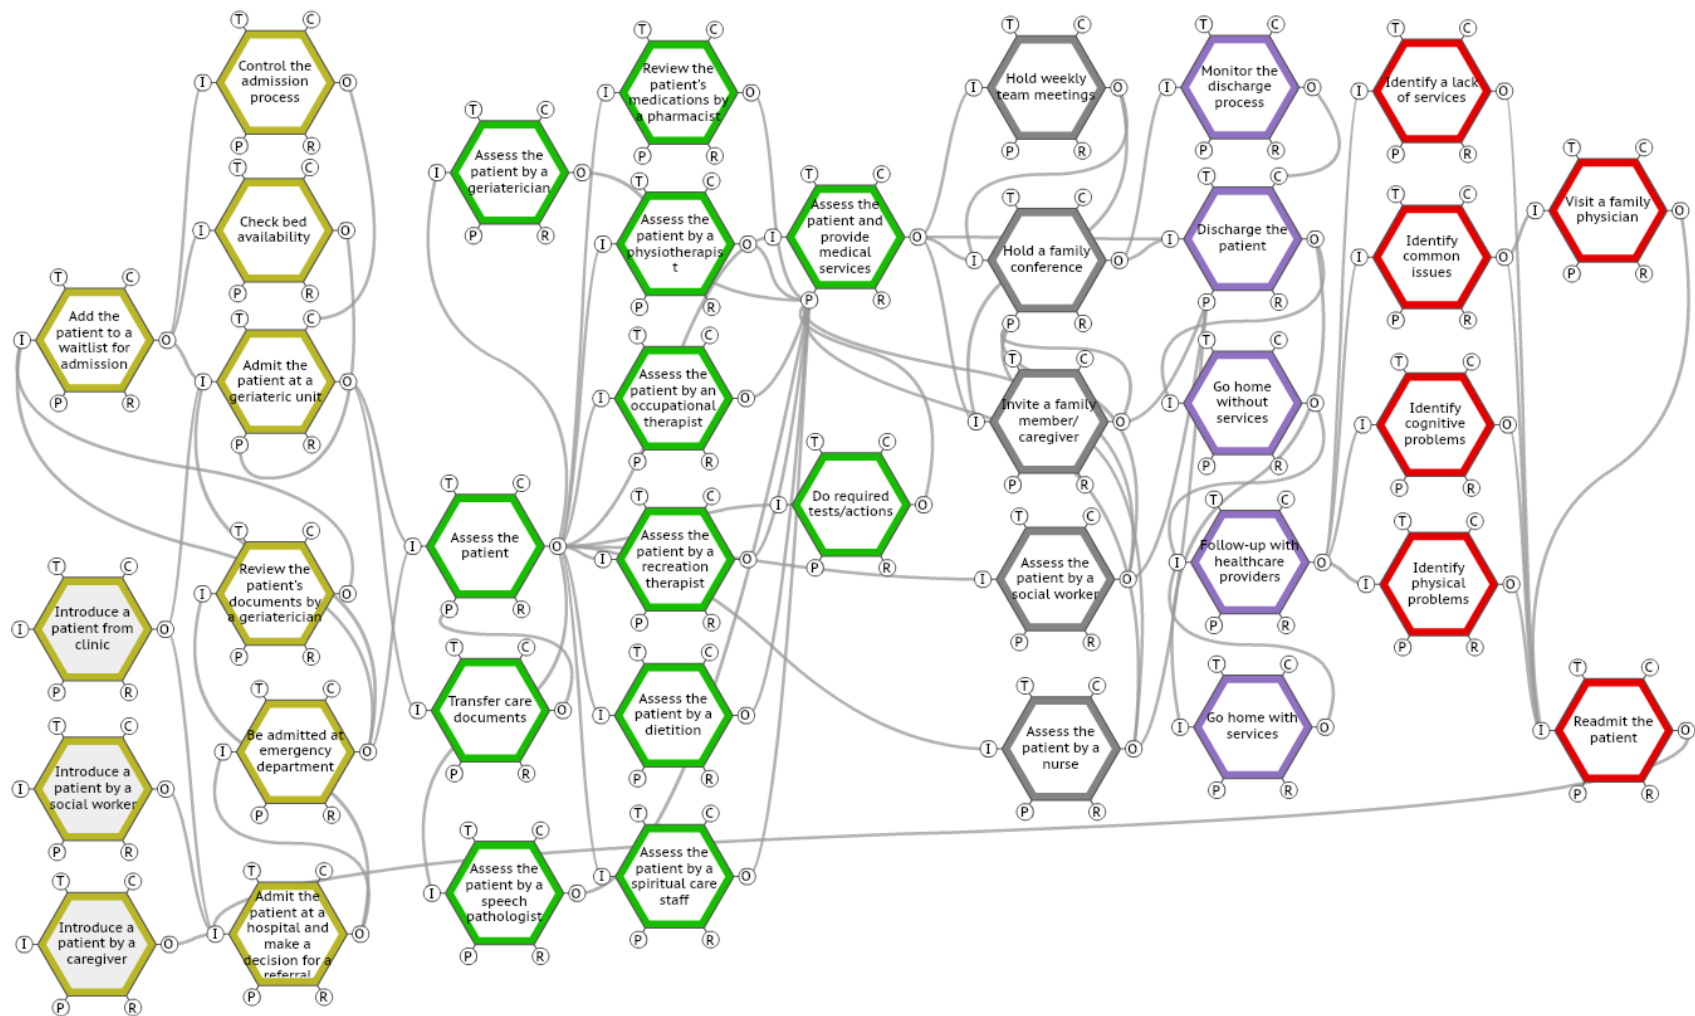 T C
Control the
admission
process
I O
P R
T C
Check bed
availability
I O
P R
T C
Add the
patient to a
waitlist for
admission
I O
P R
T C
Admit the
patient at a
geriateric unit
I O
P R
T C
Review the
patient's
documents by
a geriaterician
I O
P R
T C
Introduce a
patient from
clinic
I O
P R
T C
Be admitted at
emergency
department
I O
P R
T C
Introduce a
patient by a
social worker
I O
P R
T C
Introduce a
patient by a
caregiver
I O
P R
T C
Admit the
patient at a
hospital and
make a
decision for a
referral
I O
P R
T C
Assess the
patient by a
geriaterician
I O
P R
T C
Assess the
patient
I O
P R
T C
Transfer care
documents
I O
P R
T C
Assess the
patient by a
speech
pathologist
I O
P R
T C
Review the
patient's
medications by
a pharmacist
I O
P R
T C
Assess the
patient by a
physiotherapis
t
I O
P R
T C
Assess the
patient by an
occupational
therapist
I O
P R
T C
Assess the
patient by a
recreation
therapist
I O
P R
T C
Assess the
patient by a
dietition
I O
P R
T C
Assess the
patient by a
spiritual care
staff
I O
P R
T C
Assess the
patient and
provide
medical
services
I O
P R
T C
Do required
tests/actions
I O
P R
T C
Hold weekly
team meetings
I O
P R
T C
Hold a family
conference
I O
P R
T C
Invite a family
member/
caregiver
I O
P R
T C
Assess the
patient by a
social worker
I O
P R
T C
Assess the
patient by a
nurse
I O
P R
T C
Monitor the
discharge
process
I O
P R
T C
Discharge the
patient
I O
P R
T C
Go home
without
services
I O
P R
T C
Follow-up with
healthcare
providers
I O
P R
T C
Go home with
services
I O
P R
T C
Identify a lack
of services
I O
P R
T C
Identify
common
issues
I O
P R
T C
Identify
cognitive
problems
I O
P R
T C
Identify
physical
problems
I O
P R
T C
Visit a family
physician
I O
P R
T C
Readmit the
patient
I O
P R